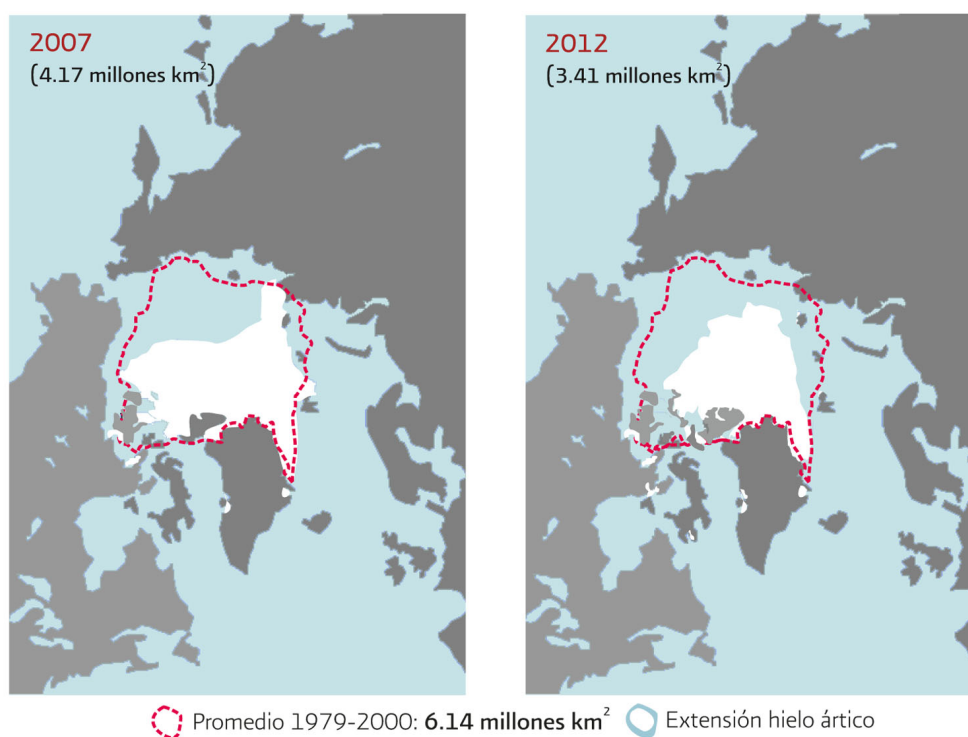 2007
(4.17 millones km²)
2012
(3.41 millones km²)
Promedio 1979-2000: 6.14 millones km²
Extensión hielo ártico